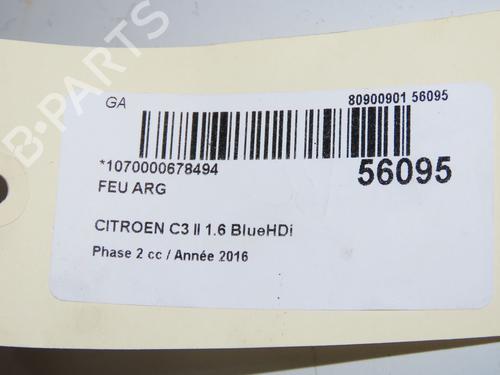 GA
80900901 56095
*1070000678494
56095
FEU ARG
CITROEN C3 II 1.6 BlueHDi
Phase 2 cc / Année 2016
B-PARTS